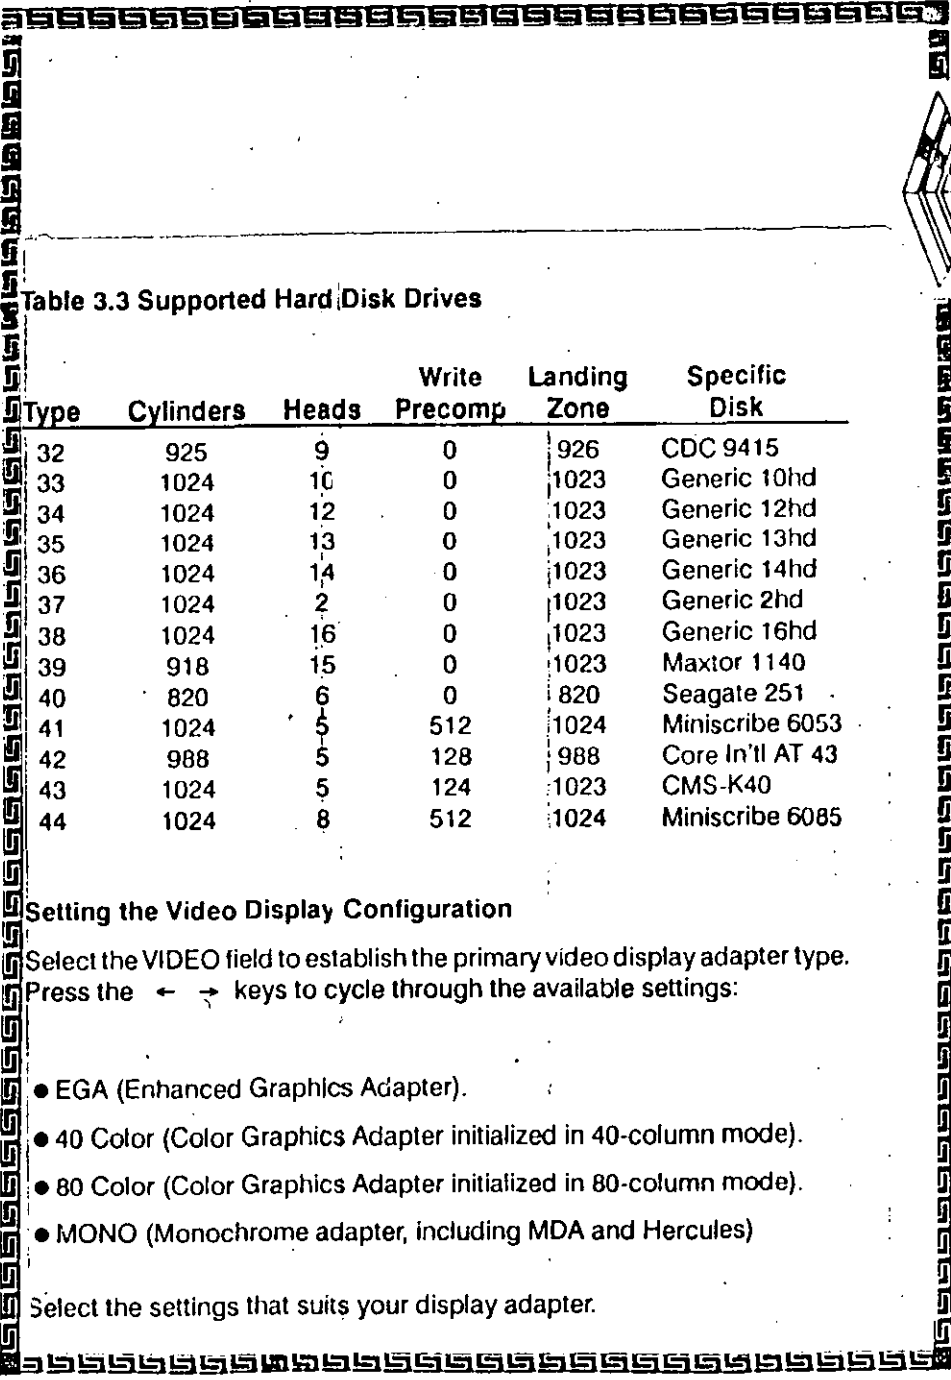 Table 3.3 Supported Hard Disk Drives
Write Landing Specific
Type Cylinders Heads Precomp Zone Disk
32 925 9 0 926 CDC 9415
33 1024 10 0 1023 Generic 10hd
34 1024 12 0 1023 Generic 12hd
35 1024 13 0 1023 Generic 13hd
36 1024 14 0 1023 Generic 14hd
37 1024 2 0 1023 Generic 2hd
38 1024 16 0 1023 Generic 16hd
39 918 15 0 1023 Maxtor 1140
40 820 6 0 820 Seagate 251
41 1024 5 512 1024 Miniscribe 6053
42 988 5 128 988 Core In'tl AT 43
43 1024 5 124 1023 CMS-K40
44 1024 8 512 1024 Miniscribe 6085
Setting the Video Display Configuration
Select the VIDEO field to establish the primary video display adapter type.
Press the ← → keys to cycle through the available settings:
● EGA (Enhanced Graphics Adapter).
● 40 Color (Color Graphics Adapter initialized in 40-column mode).
● 80 Color (Color Graphics Adapter initialized in 80-column mode).
● MONO (Monochrome adapter, including MDA and Hercules)
Select the settings that suits your display adapter.